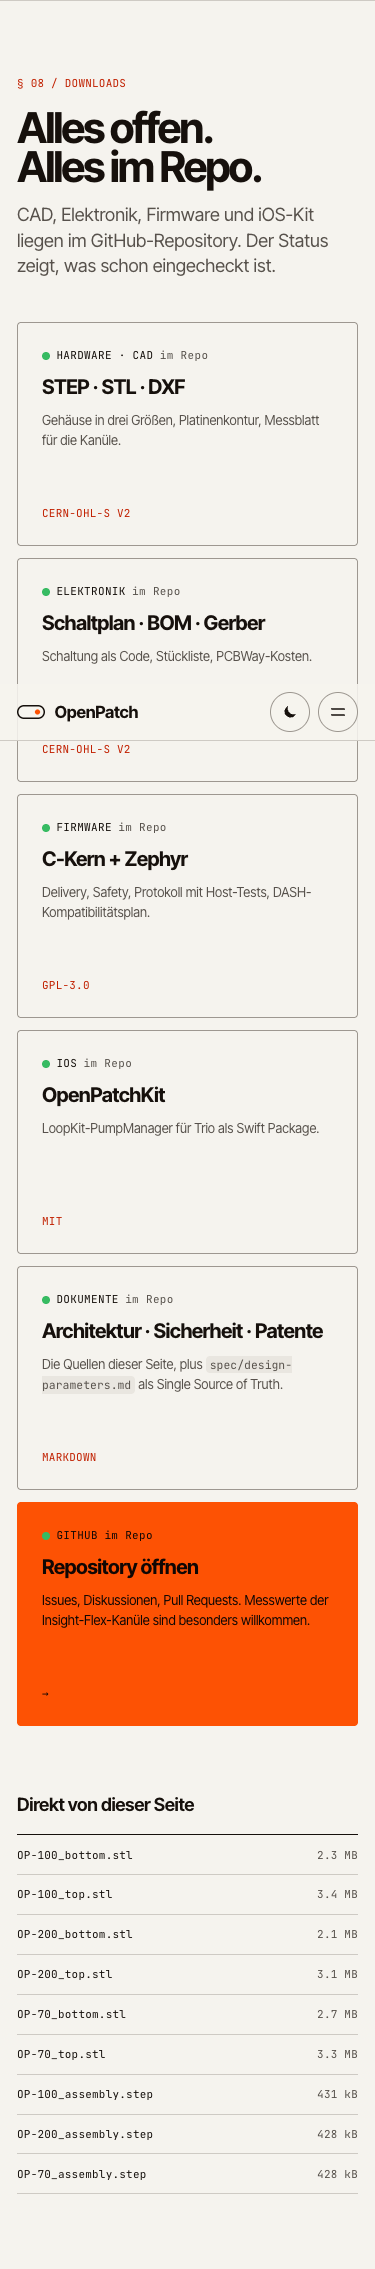 § 08 / DOWNLOADS
Alles offen.
Alles im Repo.
CAD, Elektronik, Firmware und iOS-Kit
liegen im GitHub-Repository. Der Status
zeigt, was schon eingecheckt ist.
HARDWARE · CAD im Repo
STEP · STL · DXF
Gehäuse in drei Größen, Platinenkontur, Messblatt
für die Kanüle.
CERN-OHL-S V2
ELEKTRONIK im Repo
Schaltplan · BOM · Gerber
Schaltung als Code, Stückliste, PCBWay-Kosten.
OpenPatch
CERN-OHL-S V2
FIRMWARE im Repo
C-Kern + Zephyr
Delivery, Safety, Protokoll mit Host-Tests, DASH-
Kompatibilitätsplan.
GPL-3.0
IOS im Repo
OpenPatchKit
LoopKit-PumpManager für Trio als Swift Package.
MIT
DOKUMENTE im Repo
Architektur · Sicherheit · Patente
Die Quellen dieser Seite, plus spec/design-
parameters.md als Single Source of Truth.
MARKDOWN
GITHUB im Repo
Repository öffnen
Issues, Diskussionen, Pull Requests. Messwerte der
Insight-Flex-Kanüle sind besonders willkommen.
→
Direkt von dieser Seite
OP-100_bottom.stl 2.3 MB
OP-100_top.stl 3.4 MB
OP-200_bottom.stl 2.1 MB
OP-200_top.stl 3.1 MB
OP-70_bottom.stl 2.7 MB
OP-70_top.stl 3.3 MB
OP-100_assembly.step 431 kB
OP-200_assembly.step 428 kB
OP-70_assembly.step 428 kB